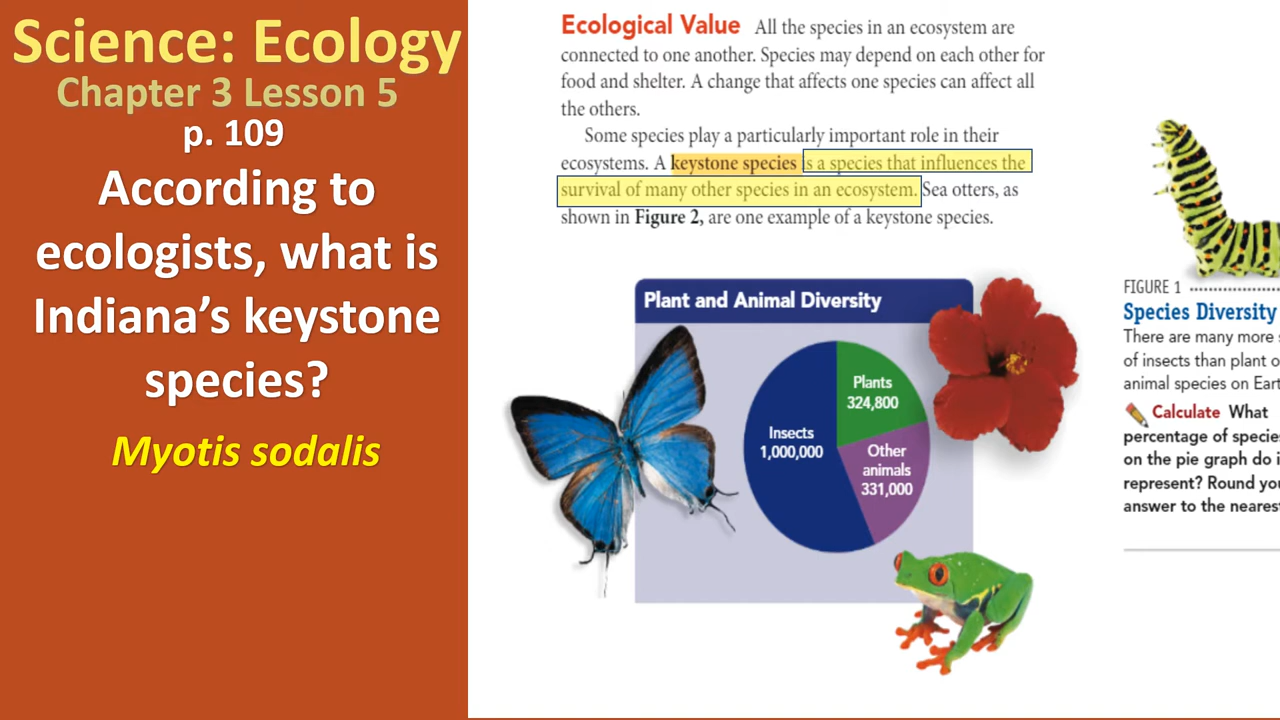 Science: Ecology
Chapter 3 Lesson 5
p. 109
According to
ecologists, what is
Indiana’s keystone
species?
Myotis sodalis
Ecological Value All the species in an ecosystem are
connected to one another. Species may depend on each other for
food and shelter. A change that affects one species can affect all
the others.
Some species play a particularly important role in their
ecosystems. A keystone species is a species that influences the
survival of many other species in an ecosystem. Sea otters, as
shown in Figure 2, are one example of a keystone species.
Plant and Animal Diversity
Plants
324,800
Insects
1,000,000
Other
animals
331,000
FIGURE 1
Species Diversity
There are many more
of insects than plant
animal species on
Calculate What
percentage of
on the pie graph do
represent? Round
answer to the